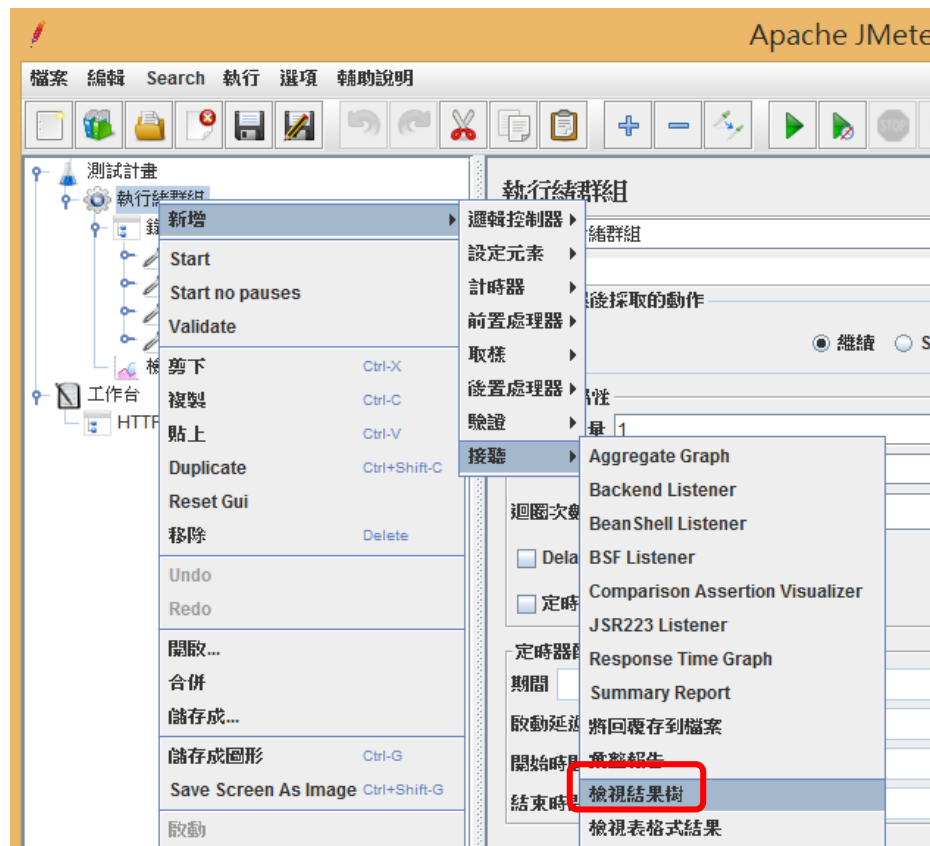 Apache JMete
檔案 編輯 Search 執行 選項 輔助說明
STOP
測試計畫
執行緒群組
工作台
HTTP
新增
Start
Start no pauses
Validate
剪下 Ctrl-X
複製 Ctrl-C
貼上 Ctrl-V
Duplicate Ctrl+Shift-C
Reset Gui
移除 Delete
Undo
Redo
開啟...
合併
儲存成...
儲存成圖形 Ctrl-G
Save Screen As Image Ctrl+Shift-G
啟動
邏輯控制器
設定元素
計時器
前置處理器
取樣
後置處理器
驗證
接聽
Aggregate Graph
Backend Listener
BeanShell Listener
BSF Listener
Comparison Assertion Visualizer
JSR223 Listener
Response Time Graph
Summary Report
將回覆存到檔案
彙整報告
檢視結果樹
檢視表格式結果
執行緒群組
緒群組
後採取的動作
繼續 S
性
量 1
迴圈次數
Dela
定時
定時器
期間
啟動延遲
開始時間
結束時間